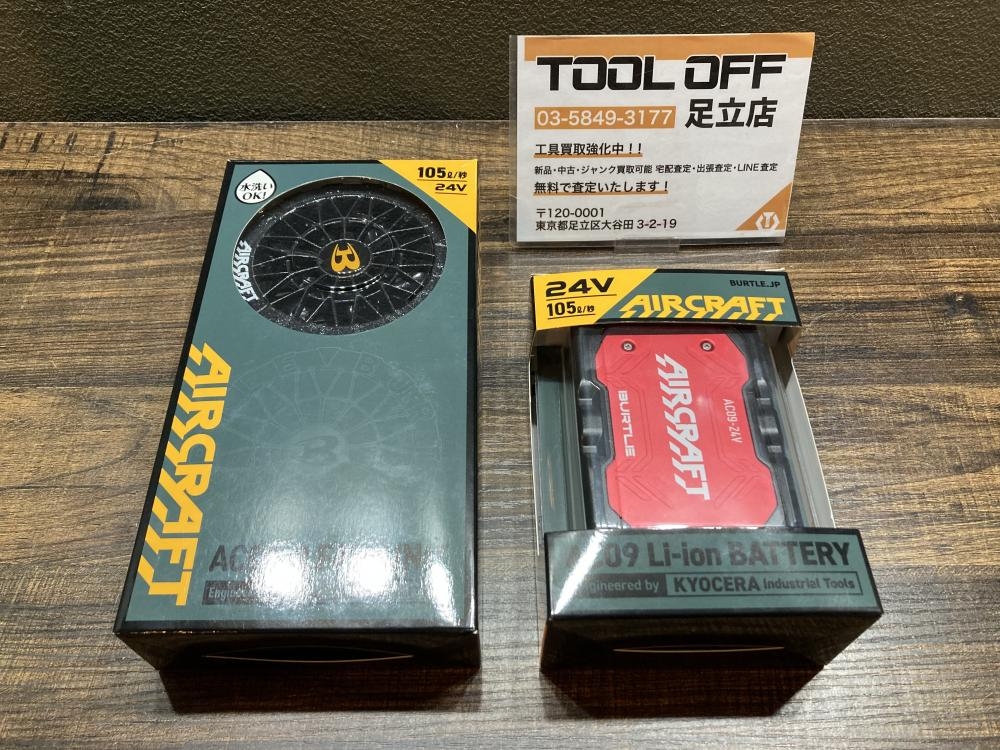 TOOL OFF
03-5849-3177 足立店
工具買取強化中！！
新品・中古・ジャンク買取可能 宅配査定・出張査定・LINE査定
無料で査定いたします！
〒120-0001
東京都足立区大谷田 3-2-19
水洗い
OK!
105ℓ/秒
24V
B
AIRCRAFT
AIRCRAFT
24V
105ℓ/秒
BURTLE.JP
AIRCRAFT
AIRCRAFT
AC09-24V
BURTLE
AC09 Li-ion BATTERY
Engineered by KYOCERA Industrial Tools